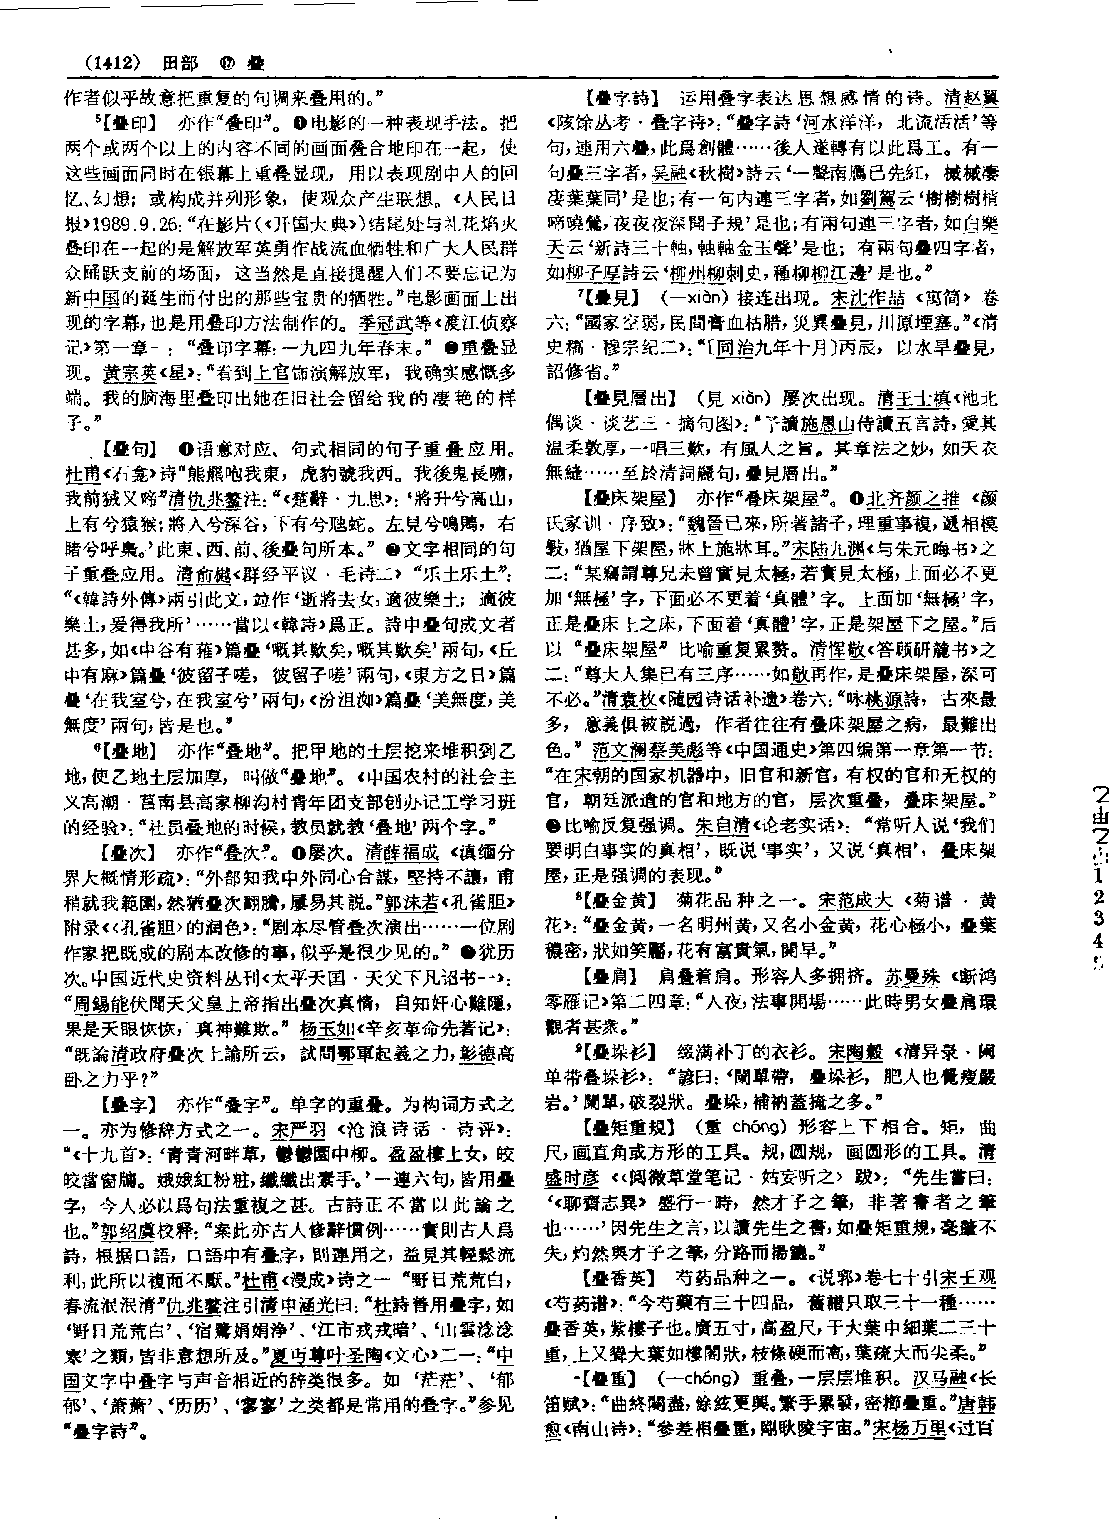 （1412） 田部 ⑰ 叠
作者似乎故意把重复的句调来叠用的。”
⁵【叠印】 亦作“叠印”。❶电影的一种表现手法。把
两个或两个以上的内容不同的画面叠合地印在一起，使
这些画面同时在银幕上重叠显现，用以表现剧中人的回
忆、幻想；或构成并列形象，使观众产生联想。《人民日
报》1989.9.26：“在影片（《开国大典》）结尾处与礼花焰火
叠印在一起的是解放军英勇作战流血牺牲和广大人民群
众踊跃支前的场面，这当然是直接提醒人们不要忘记为
新中国的诞生而付出的那些宝贵的牺牲。”电影画面上出
现的字幕，也是用叠印方法制作的。季冠武等《渡江侦察
记》第一章一：“叠印字幕：一九四九年春末。”❷重叠显
现。黄宗英《星》：“看到上官饰演解放军，我确实感慨多
端。我的脑海里叠印出她在旧社会留给我的凄艳的样
子。”
【叠句】 ❶语意对应、句式相同的句子重叠应用。
杜甫《石龛》诗“熊熊咆我東，虎豹號我西。我後鬼長嘯，
我前狨又啼”清仇兆鳌注：“《楚辭·九思》：‘將升兮高山，
上有兮猿猴；將入兮深谷，下有兮虺蛇。左見兮鳴鵙，右
睹兮呼梟。’此東、西、前、後叠句所本。”❷文字相同的句
子重叠应用。清俞樾《群经平议·毛诗二》“乐土乐土”：
“《韓詩外傳》兩引此文，竝作‘逝將去女，適彼樂土；適彼
樂土，爰得我所’……當以《韓詩》爲正。詩中叠句成文者
甚多，如《中谷有蓷》篇叠‘嘅其歎矣，嘅其歎矣’兩句，《丘
中有麻》篇叠‘彼留子嗟，彼留子嗟’兩句，《東方之日》篇
叠‘在我室兮，在我室兮’兩句，《汾沮洳》篇叠‘美無度，美
無度’兩句，皆是也。”
⁶【叠地】 亦作“叠地”。把甲地的土层挖来堆积到乙
地，使乙地土层加厚，叫做“叠地”。《中国农村的社会主
义高潮·莒南县高家柳沟村青年团支部创办记工学习班
的经验》：“社员叠地的时候，教员就教‘叠地’两个字。”
【叠次】 亦作“叠次”。❶屡次。清薛福成《滇缅分
界大概情形疏》：“外部知我中外同心合謀，堅持不讓，甫
稍就我範圍，然猶叠次翻騰，屢易其説。”郭沫若《孔雀胆》
附录《〈孔雀胆〉的润色》：“剧本尽管叠次演出……一位剧
作家把既成的剧本改修的事，似乎是很少见的。”❷犹历
次。中国近代史资料丛刊《太平天国·天父下凡诏书一》：
“周錫能伏聞天父皇上帝指出叠次真情，自知奸心難隱，
果是天眼恢恢，真神難欺。”杨玉如《辛亥革命先著记》：
“既論清政府叠次上諭所云，試問鄂軍起義之力，彰德高
卧之力乎？”
【叠字】 亦作“叠字”。单字的重叠。为构词方式之
一。亦为修辞方式之一。宋严羽《沧浪诗话·诗评》：
“《十九首》：‘青青河畔草，鬱鬱園中柳。盈盈樓上女，皎
皎當窗牖。娥娥紅粉粧，纖纖出素手。’一連六句，皆用叠
字，今人必以爲句法重複之甚。古詩正不當以此論之
也。”郭绍虞校释：“案此亦古人修辭慣例……實則古人爲
詩，根据口語，口語中有叠字，則運用之，益見其輕鬆流
利，此所以複而不厭。”杜甫《漫成》诗之一“野日荒荒白，
春流泯泯清”仇兆鳌注引清申涵光曰：“杜詩善用叠字，如
‘野日荒荒白’、‘宿鷺娟娟净’、‘江市戎戎暗’、‘山雲淰淰
寒’之類，皆非意想所及。”夏丏尊叶圣陶《文心》二一：“中
国文字中叠字与声音相近的辞类很多。如‘茫茫’、‘郁
郁’、‘萧萧’、‘历历’、‘寥寥’之类都是常用的叠字。”参见
“叠字詩”。
【叠字詩】 运用叠字表达思想感情的诗。清赵翼
《陔馀丛考·叠字诗》：“叠字詩‘河水洋洋，北流活活’等
句，連用六叠，此爲創體……後人遂轉有以此爲工。有一
句叠三字者，吴融《秋樹》詩云‘一聲南鴈已先紅，槭槭凄
凄葉葉同’是也；有一句内連三字者，如劉駕云‘樹樹樹梢
啼曉鶯，夜夜夜深聞子規’是也；有兩句連三字者，如白樂
天云‘新詩三十軸，軸軸金玉聲’是也；有兩句叠四字者，
如柳子厚詩云‘柳州柳刺史，種柳柳江邊’是也。”
⁷【叠見】 （一xiàn）接连出现。宋沈作喆《寓简》卷
六：“國家空弱，民間膏血枯腊，災異叠見，川原堙塞。”《清
史稿·穆宗纪二》：“〔同治九年十月〕丙辰，以水旱叠見，
詔修省。”
【叠見層出】 （見 xiàn）屡次出现。清王士禛《池北
偶谈·谈艺三·摘句图》：“予讀施愚山侍讀五言詩，愛其
温柔敦厚，一唱三歎，有風人之旨。其章法之妙，如天衣
無縫……至於清詞麗句，叠見層出。”
【叠床架屋】 亦作“叠床架屋”。❶北齐颜之推《颜
氏家训·序致》：“魏晋已來，所著諸子，理重事複，遞相模
斅，猶屋下架屋，牀上施牀耳。”宋陆九渊《与朱元晦书》之
二：“某竊謂尊兄未曾實見太極，若實見太極，上面必不更
加‘無極’字，下面必不更着‘真體’字。上面加‘無極’字，
正是叠床上之床，下面着‘真體’字，正是架屋下之屋。”后
以“叠床架屋”比喻重复累赘。清恽敬《答顾研麓书》之
二：“尊大人集已有三序……如敬再作，是叠床架屋，深可
不必。”清袁枚《随园诗话补遗》卷六：“咏桃源詩，古來最
多，意義俱被説過，作者往往有叠床架屋之病，最難出
色。”范文澜蔡美彪等《中国通史》第四编第一章第一节：
“在宋朝的国家机器中，旧官和新官，有权的官和无权的
官，朝廷派遣的官和地方的官，层次重叠，叠床架屋。”
❷比喻反复强调。朱自清《论老实话》：“常听人说‘我们
要明白事实的真相’，既说‘事实’，又说‘真相’，叠床架
屋，正是强调的表现。”
⁸【叠金黄】 菊花品种之一。宋范成大《菊谱·黄
花》：“叠金黄，一名明州黄，又名小金黄，花心極小，叠葉
穠密，狀如笑靨，花有富貴氣，開早。”
【叠肩】 肩叠着肩。形容人多拥挤。苏曼殊《断鸿
零雁记》第二四章：“入夜，法事開場……此時男女叠肩環
觀者甚衆。”
⁹【叠垛衫】 缀满补丁的衣衫。宋陶穀《清异录·阑
单带叠垛衫》：“諺曰：‘闌單帶，叠垛衫，肥人也覺瘦巖
岩。’闌單，破裂狀。叠垛，補衲蓋掩之多。”
【叠矩重規】 （重 chóng）形容上下相合。矩，曲
尺，画直角或方形的工具。规，圆规，画圆形的工具。清
盛时彦《〈阅微草堂笔记·姑妄听之〉跋》：“先生嘗曰：
‘《聊齋志異》盛行一時，然才子之筆，非著書者之筆
也……’因先生之言，以讀先生之書，如叠矩重規，毫釐不
失，灼然與才子之筆，分路而揚鑣。”
【叠香英】 芍药品种之一。《说郛》卷七十引宋王观
《芍药谱》：“今芍藥有三十四品，舊譜只取三十一種……
叠香英，紫樓子也。廣五寸，高盈尺，于大葉中細葉二三十
重，上又聳大葉如樓閣狀，枝條硬而高，葉疏大而尖柔。”
【叠重】 （一chóng）重叠，一层层堆积。汉马融《长
笛赋》：“曲終闋盡，餘絃更興。繁手累發，密櫛叠重。”唐韩
愈《南山诗》：“参差相叠重，剛耿陵宇宙。”宋杨万里《过百